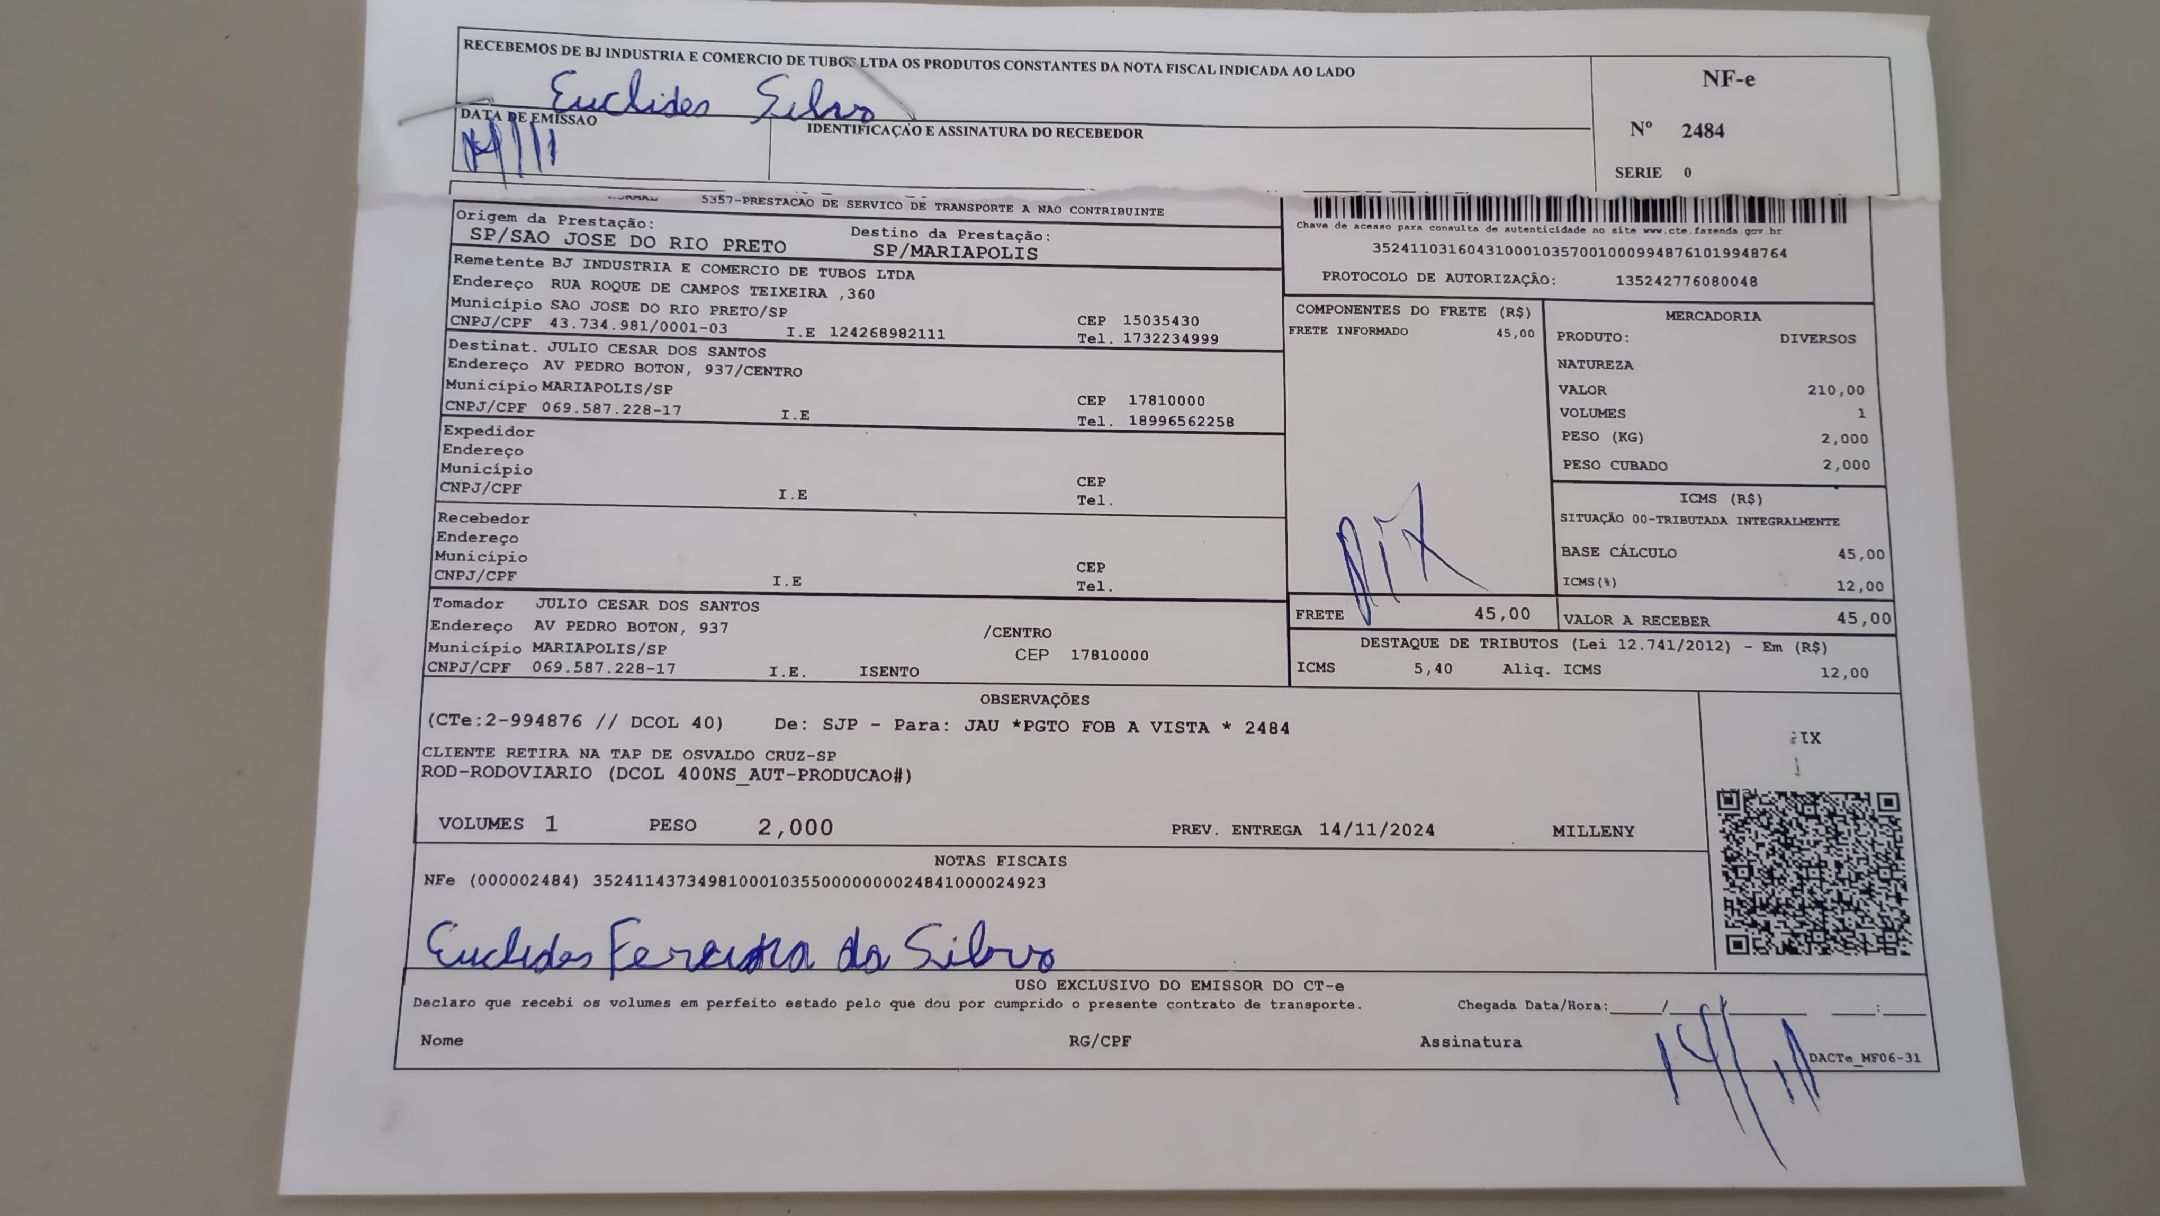 RECEBEMOS DE BJ INDUSTRIA E COMERCIO DE TUBOS LTDA OS PRODUTOS CONSTANTES DA NOTA FISCAL INDICADA AO LADO
Euclides Silva
DATA DE EMISSAO
IDENTIFICAÇÃO E ASSINATURA DO RECEBEDOR
14/11
NF-e
Nº 2484
SERIE 0
5357-PRESTACAO DE SERVICO DE TRANSPORTE A NAO CONTRIBUINTE
Origem da Prestação:
SP/SAO JOSE DO RIO PRETO
Destino da Prestação:
SP/MARIAPOLIS
Chave de acesso para consulta de autenticidade no site www.cte.fazenda.gov.br
35241103160431000103570010009948761019948764
PROTOCOLO DE AUTORIZAÇÃO: 135242776080048
Remetente BJ INDUSTRIA E COMERCIO DE TUBOS LTDA
Endereço RUA ROQUE DE CAMPOS TEIXEIRA ,360
Município SAO JOSE DO RIO PRETO/SP CEP 15035430
CNPJ/CPF 43.734.981/0001-03 I.E 124268982111 Tel. 1732234999
Destinat. JULIO CESAR DOS SANTOS
Endereço AV PEDRO BOTON, 937/CENTRO
Município MARIAPOLIS/SP CEP 17810000
CNPJ/CPF 069.587.228-17 I.E Tel. 18996562258
Expedidor
Endereço
Município CEP
CNPJ/CPF I.E Tel.
Recebedor
Endereço
Município CEP
CNPJ/CPF I.E Tel.
Tomador JULIO CESAR DOS SANTOS
Endereço AV PEDRO BOTON, 937 /CENTRO
Município MARIAPOLIS/SP CEP 17810000
CNPJ/CPF 069.587.228-17 I.E. ISENTO
COMPONENTES DO FRETE (R$)
FRETE INFORMADO 45,00
PIX
FRETE 45,00
MERCADORIA
PRODUTO: DIVERSOS
NATUREZA
VALOR 210,00
VOLUMES 1
PESO (KG) 2,000
PESO CUBADO 2,000
ICMS (R$)
SITUAÇÃO 00-TRIBUTADA INTEGRALMENTE
BASE CÁLCULO 45,00
ICMS(%) 12,00
VALOR A RECEBER 45,00
DESTAQUE DE TRIBUTOS (Lei 12.741/2012) - Em (R$)
ICMS 5,40 Aliq. ICMS 12,00
OBSERVAÇÕES
(CTe:2-994876 // DCOL 40) De: SJP - Para: JAU *PGTO FOB A VISTA * 2484
CLIENTE RETIRA NA TAP DE OSVALDO CRUZ-SP
ROD-RODOVIARIO (DCOL 400NS_AUT-PRODUCAO#)
VOLUMES 1 PESO 2,000 PREV. ENTREGA 14/11/2024 MILLENY
NOTAS FISCAIS
NFe (000002484) 35241143734981000103550000000024841000024923
Euclides Ferreira da Silva
USO EXCLUSIVO DO EMISSOR DO CT-e
Declaro que recebi os volumes em perfeito estado pelo que dou por cumprido o presente contrato de transporte. Chegada Data/Hora:____/____/______ ___:____
Nome RG/CPF Assinatura
14/11
DACTe_MF06-31